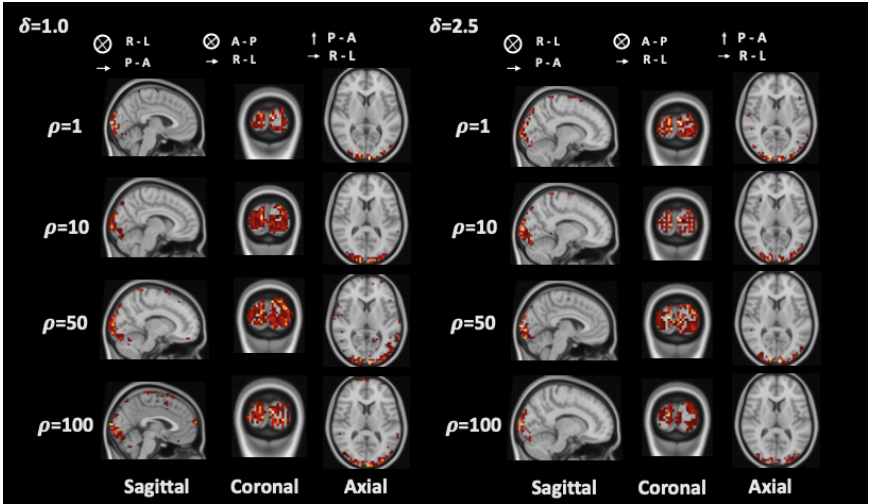 δ=1.0
δ=2.5
R - L
A - P
P - A
P - A
R - L
R - L
R - L
A - P
P - A
P - A
R - L
R - L
ρ=1
ρ=1
ρ=10
ρ=10
ρ=50
ρ=50
ρ=100
ρ=100
Sagittal Coronal Axial
Sagittal Coronal Axial